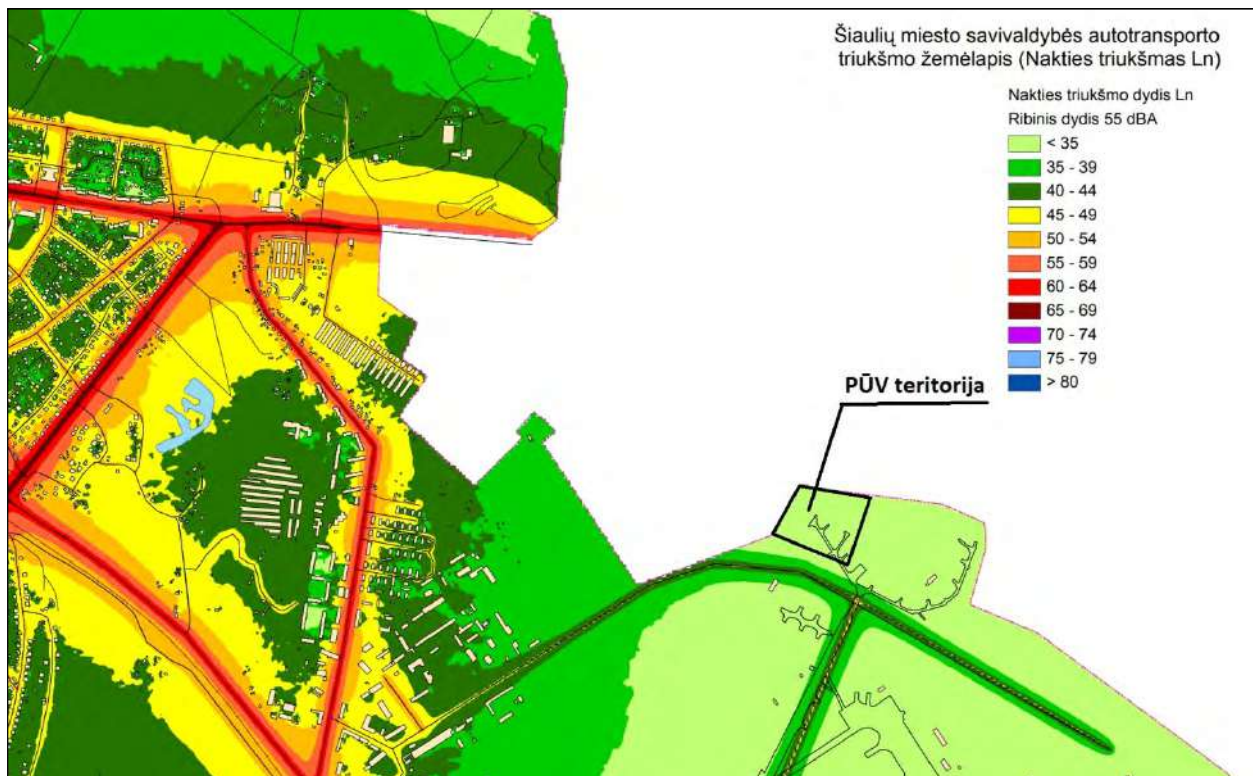 Šiaulių miesto savivaldybės autotransporto
triukšmo žemėlapis (Nakties triukšmas Ln)
Nakties triukšmo dydis Ln
Ribinis dydis 55 dBA
< 35
35 - 39
40 - 44
45 - 49
50 - 54
55 - 59
60 - 64
65 - 69
70 - 74
75 - 79
> 80
PŪV teritorija